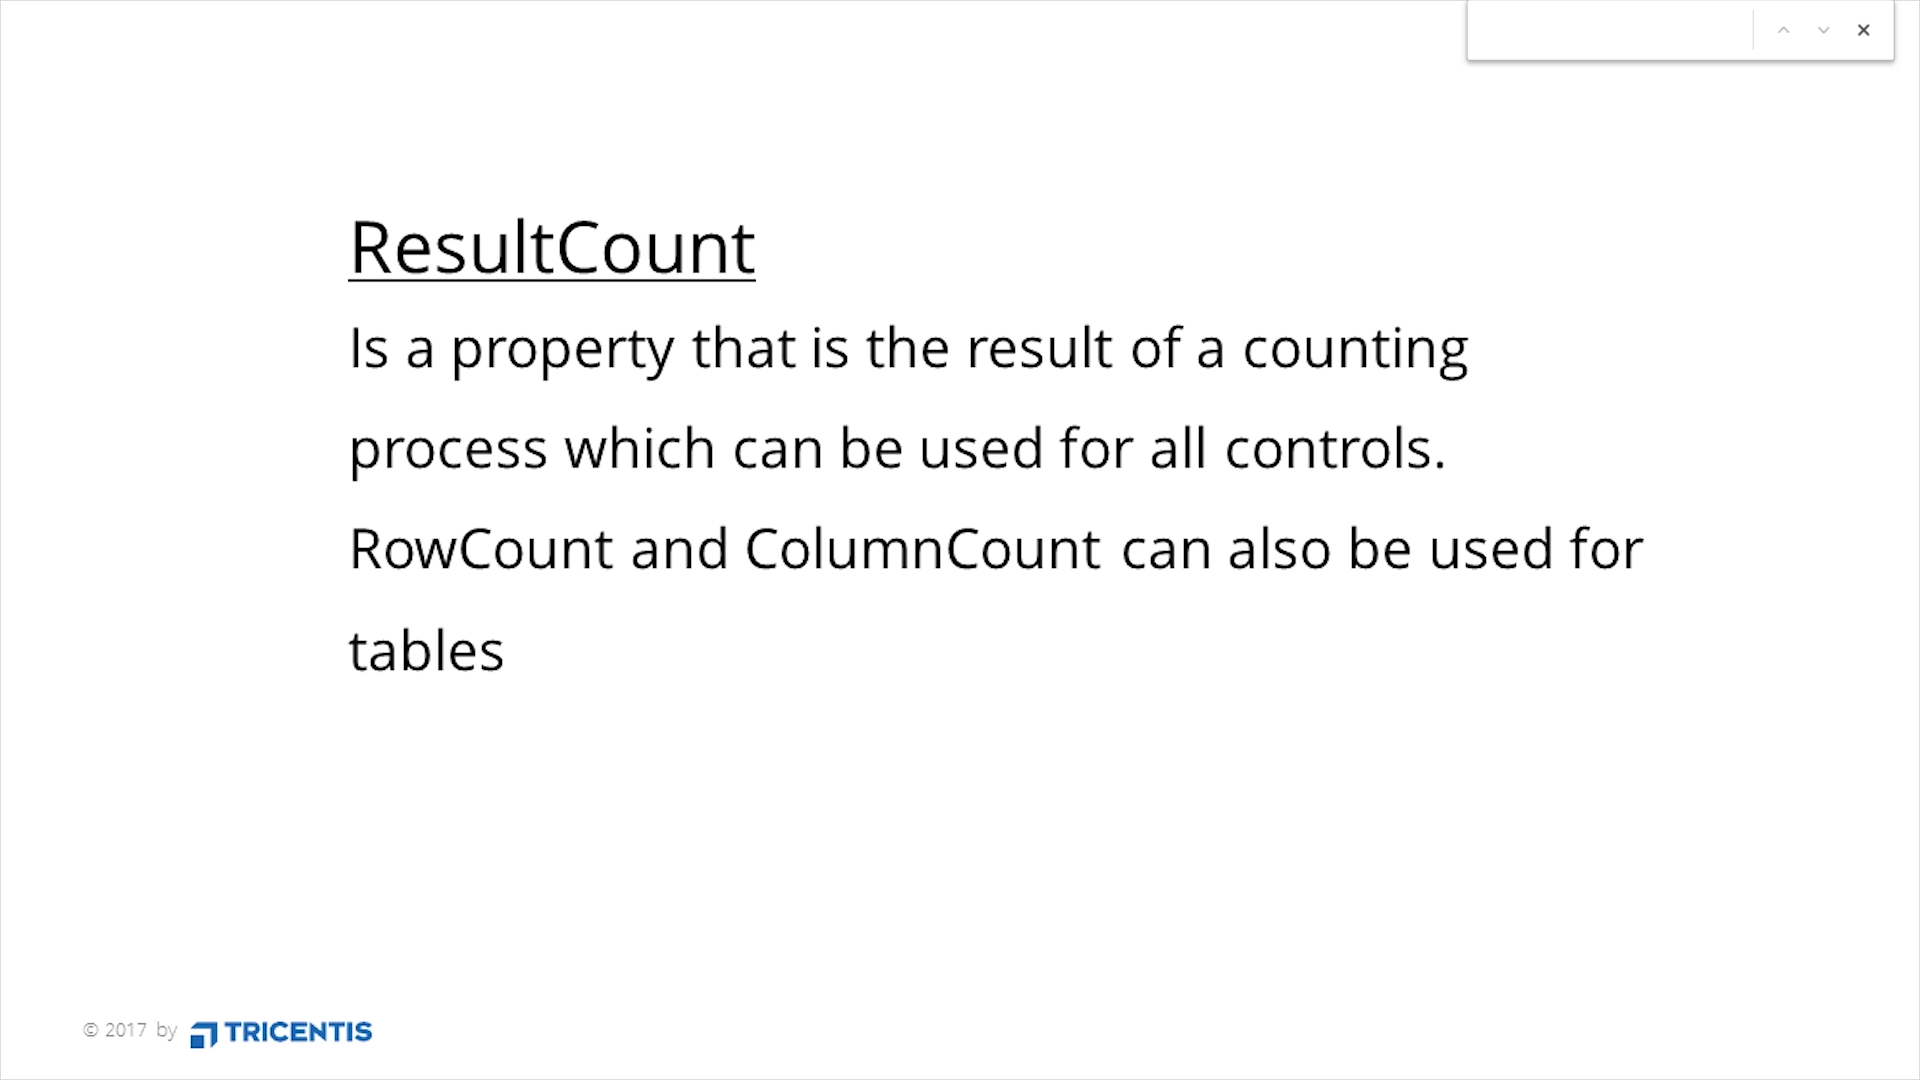 ResultCount
Is a property that is the result of a counting
process which can be used for all controls.
RowCount and ColumnCount can also be used for
tables
© 2017 by TRICENTIS